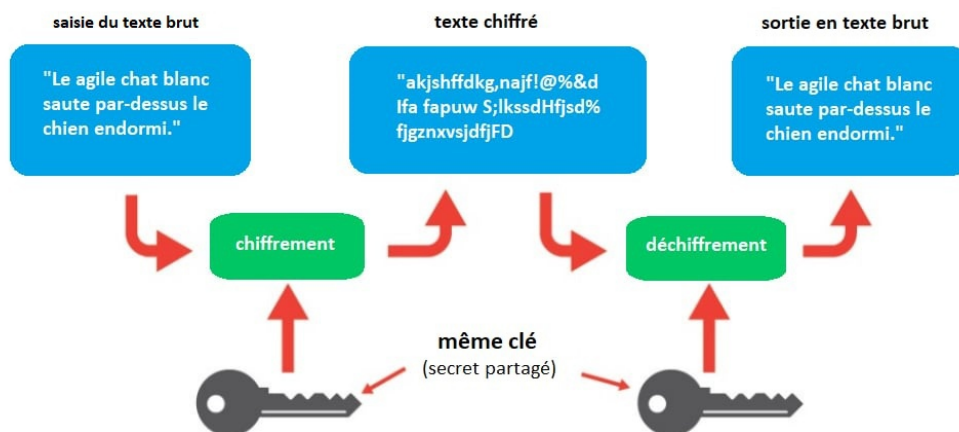 saisie du texte brut
texte chiffré
sortie en texte brut
"Le agile chat blanc
saute par-dessus le
chien endormi."
"akjshffdkg,najf!@%&d
Ifa fapuw S;lkssdHfjsd%
fjgznxvsjdfjFD
"Le agile chat blanc
saute par-dessus le
chien endormi."
chiffrement
déchiffrement
même clé
(secret partagé)